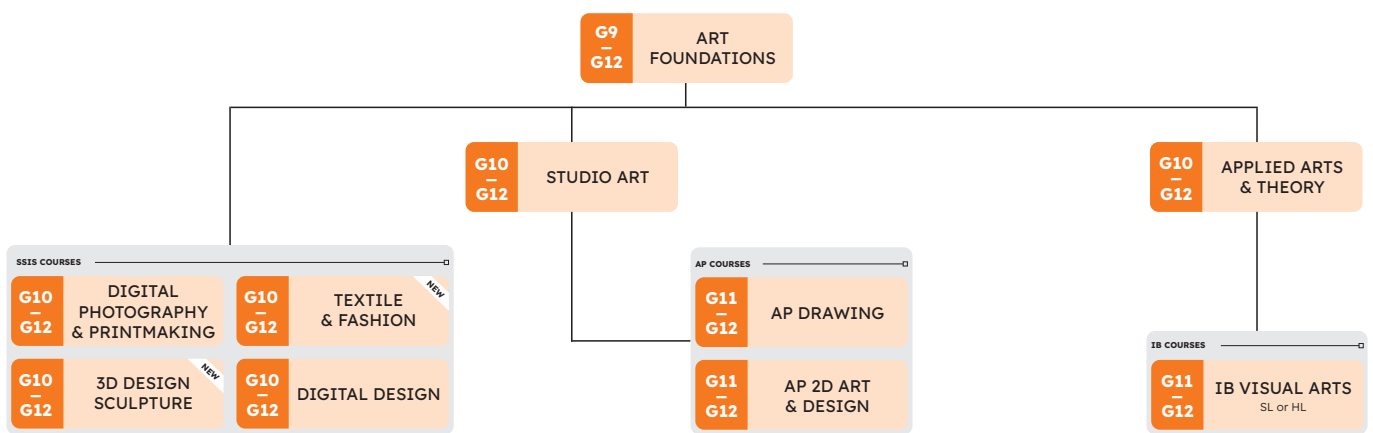 G9
–
G12
ART
FOUNDATIONS
G10
–
G12
STUDIO ART
G10
–
G12
APPLIED ARTS
& THEORY
SSIS COURSES
G10
–
G12
DIGITAL
PHOTOGRAPHY
& PRINTMAKING
G10
–
G12
TEXTILE
& FASHION
NEW
G10
–
G12
3D DESIGN
SCULPTURE
NEW
G10
–
G12
DIGITAL DESIGN
AP COURSES
G11
–
G12
AP DRAWING
G11
–
G12
AP 2D ART
& DESIGN
IB COURSES
G11
–
G12
IB VISUAL ARTS
SL or HL